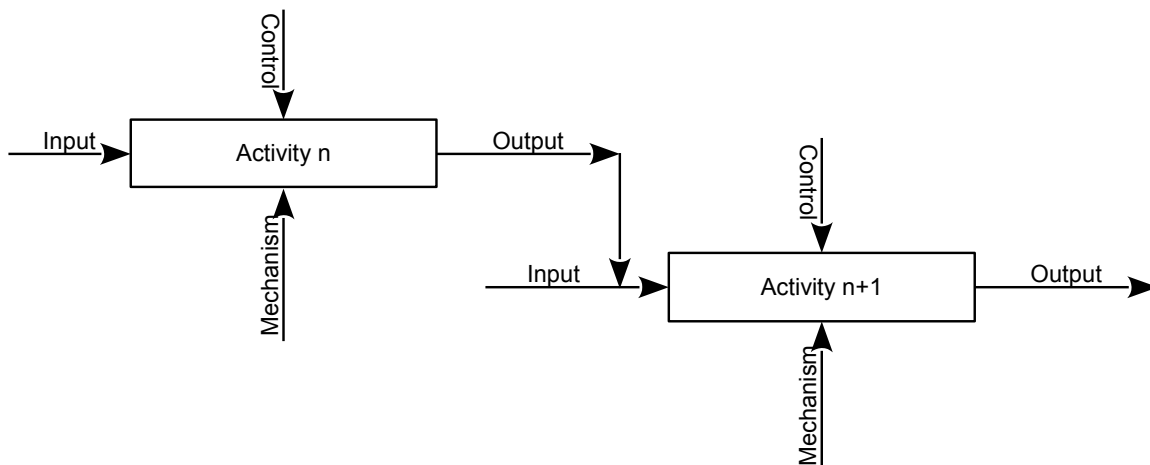 Control
Input
Activity n
Output
Mechanism
Control
Input
Activity n+1
Output
Mechanism